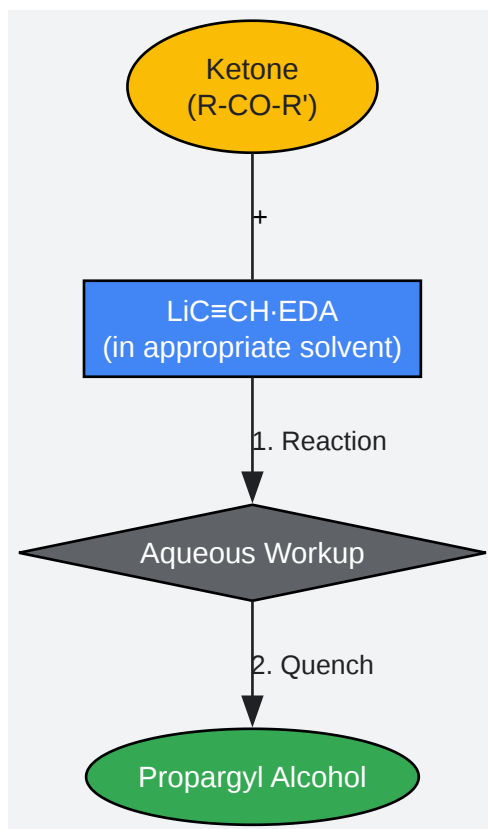 Ketone
(R-CO-R')
+
LiC≡CH·EDA
(in appropriate solvent)
1. Reaction
Aqueous Workup
2. Quench
Propargyl Alcohol